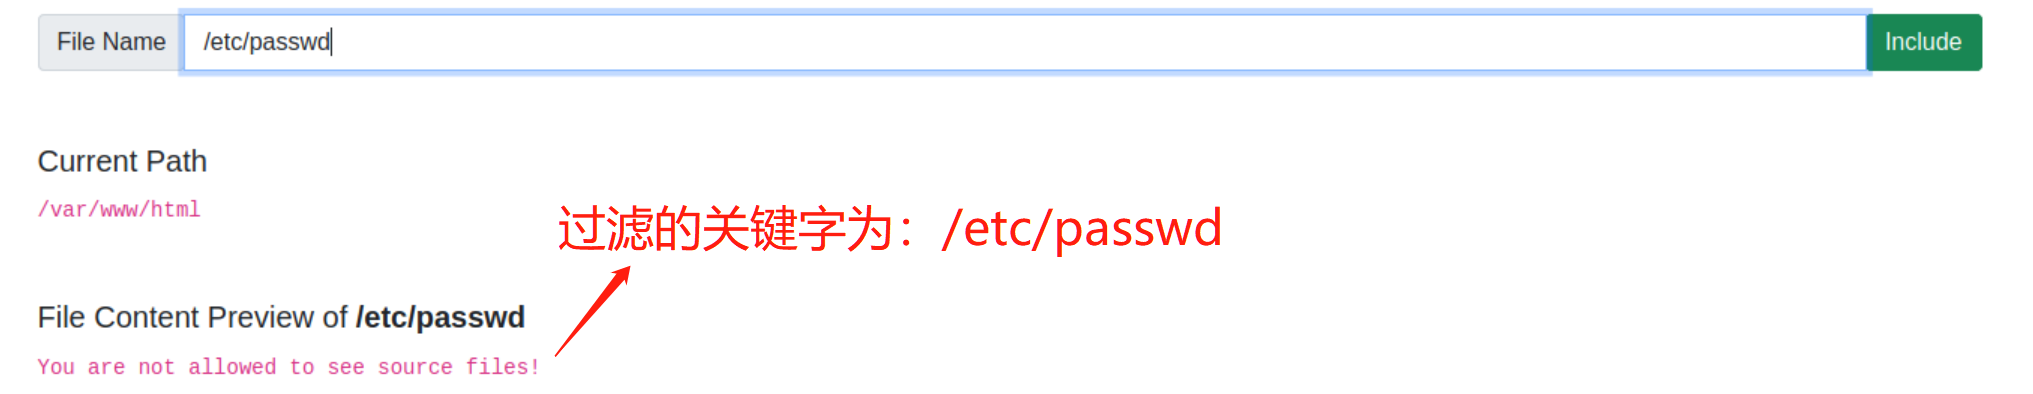 File Name /etc/passwd Include
Current Path
/var/www/html
过滤的关键字为：/etc/passwd
File Content Preview of /etc/passwd
You are not allowed to see source files!